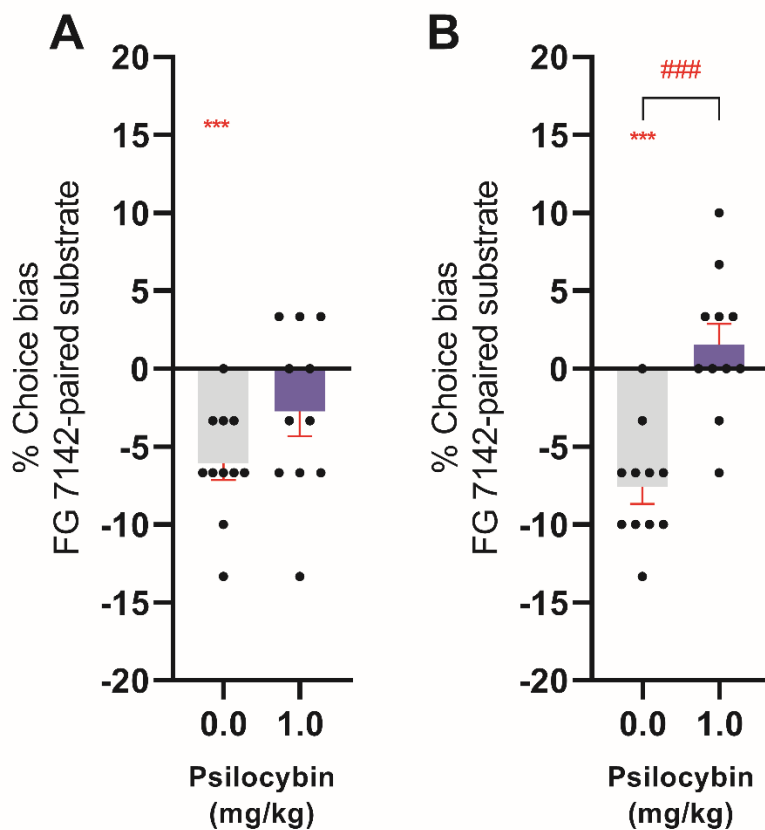 A
% Choice bias
FG 7142-paired substrate
20
15
10
5
0
-5
-10
-15
-20
***
0.0 1.0
Psilocybin
(mg/kg)
B
% Choice bias
FG 7142-paired substrate
20
15
10
5
0
-5
-10
-15
-20
###
***
0.0 1.0
Psilocybin
(mg/kg)